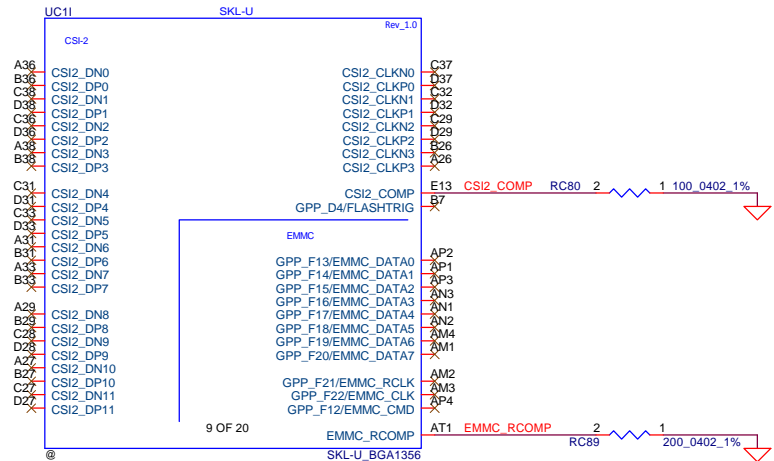 UC1I SKL-U
Rev_1.0
CSI-2
A36 CSI2_DN0 CSI2_CLKN0 C37
B36 CSI2_DP0 CSI2_CLKP0 D37
C38 CSI2_DN1 CSI2_CLKN1 C32
D38 CSI2_DP1 CSI2_CLKP1 D32
C36 CSI2_DN2 CSI2_CLKN2 C29
D36 CSI2_DP2 CSI2_CLKP2 D29
A38 CSI2_DN3 CSI2_CLKN3 B26
B38 CSI2_DP3 CSI2_CLKP3 A26
C31 CSI2_DN4 CSI2_COMP E13 CSI2_COMP RC80 2 1 100_0402_1%
D31 CSI2_DP4 GPP_D4/FLASHTRIG B7
C33 CSI2_DN5
D33 CSI2_DP5 EMMC
A31 CSI2_DN6
B31 CSI2_DP6 GPP_F13/EMMC_DATA0 AP2
A33 CSI2_DN7 GPP_F14/EMMC_DATA1 AP1
B33 CSI2_DP7 GPP_F15/EMMC_DATA2 AP3
GPP_F16/EMMC_DATA3 AN3
A29 CSI2_DN8 GPP_F17/EMMC_DATA4 AN1
B29 CSI2_DP8 GPP_F18/EMMC_DATA5 AN2
C28 CSI2_DN9 GPP_F19/EMMC_DATA6 AM4
D28 CSI2_DP9 GPP_F20/EMMC_DATA7 AM1
A27 CSI2_DN10
B27 CSI2_DP10 GPP_F21/EMMC_RCLK AM2
C27 CSI2_DN11 GPP_F22/EMMC_CLK AM3
D27 CSI2_DP11 GPP_F12/EMMC_CMD AP4
9 OF 20
EMMC_RCOMP AT1 EMMC_RCOMP 2 1
RC89 200_0402_1%
@ SKL-U_BGA1356